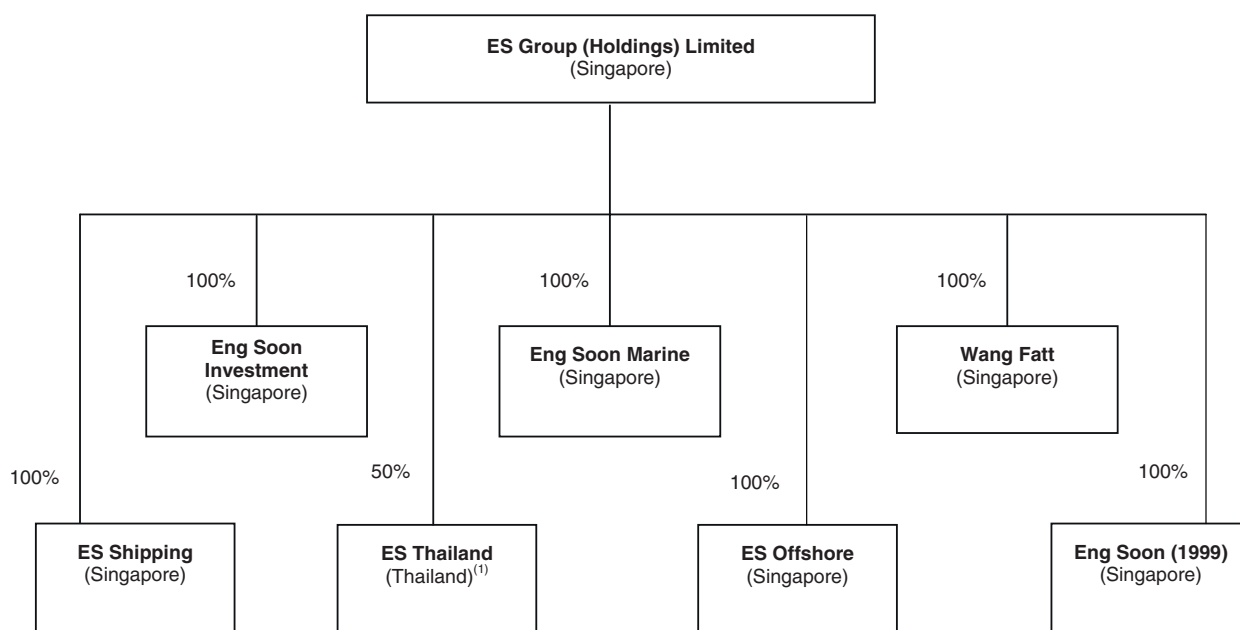 ES Group (Holdings) Limited
(Singapore)
100%
100%
100%
Eng Soon
Investment
(Singapore)
Eng Soon Marine
(Singapore)
Wang Fatt
(Singapore)
100%
50%
100%
100%
ES Shipping
(Singapore)
ES Thailand
(Thailand)(1)
ES Offshore
(Singapore)
Eng Soon (1999)
(Singapore)